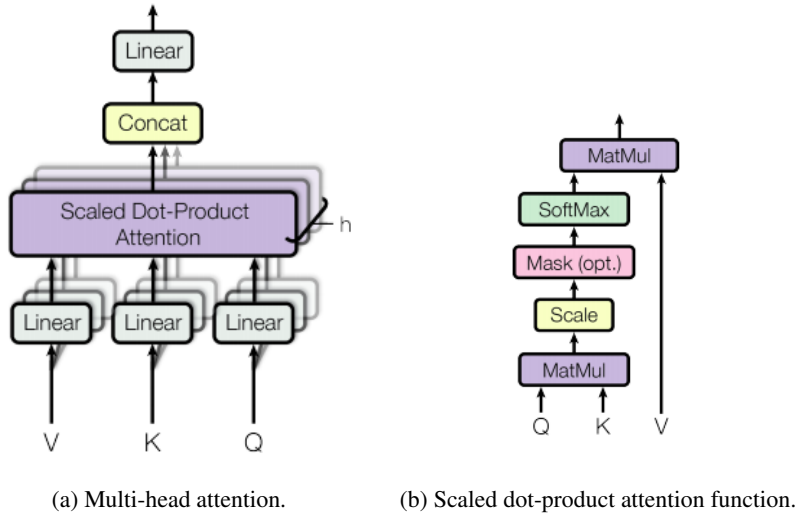 Linear
Concat
Scaled Dot-Product
Attention
h
Linear
Linear
Linear
V
K
Q
(a) Multi-head attention.
MatMul
SoftMax
Mask (opt.)
Scale
MatMul
Q
K
V
(b) Scaled dot-product attention function.